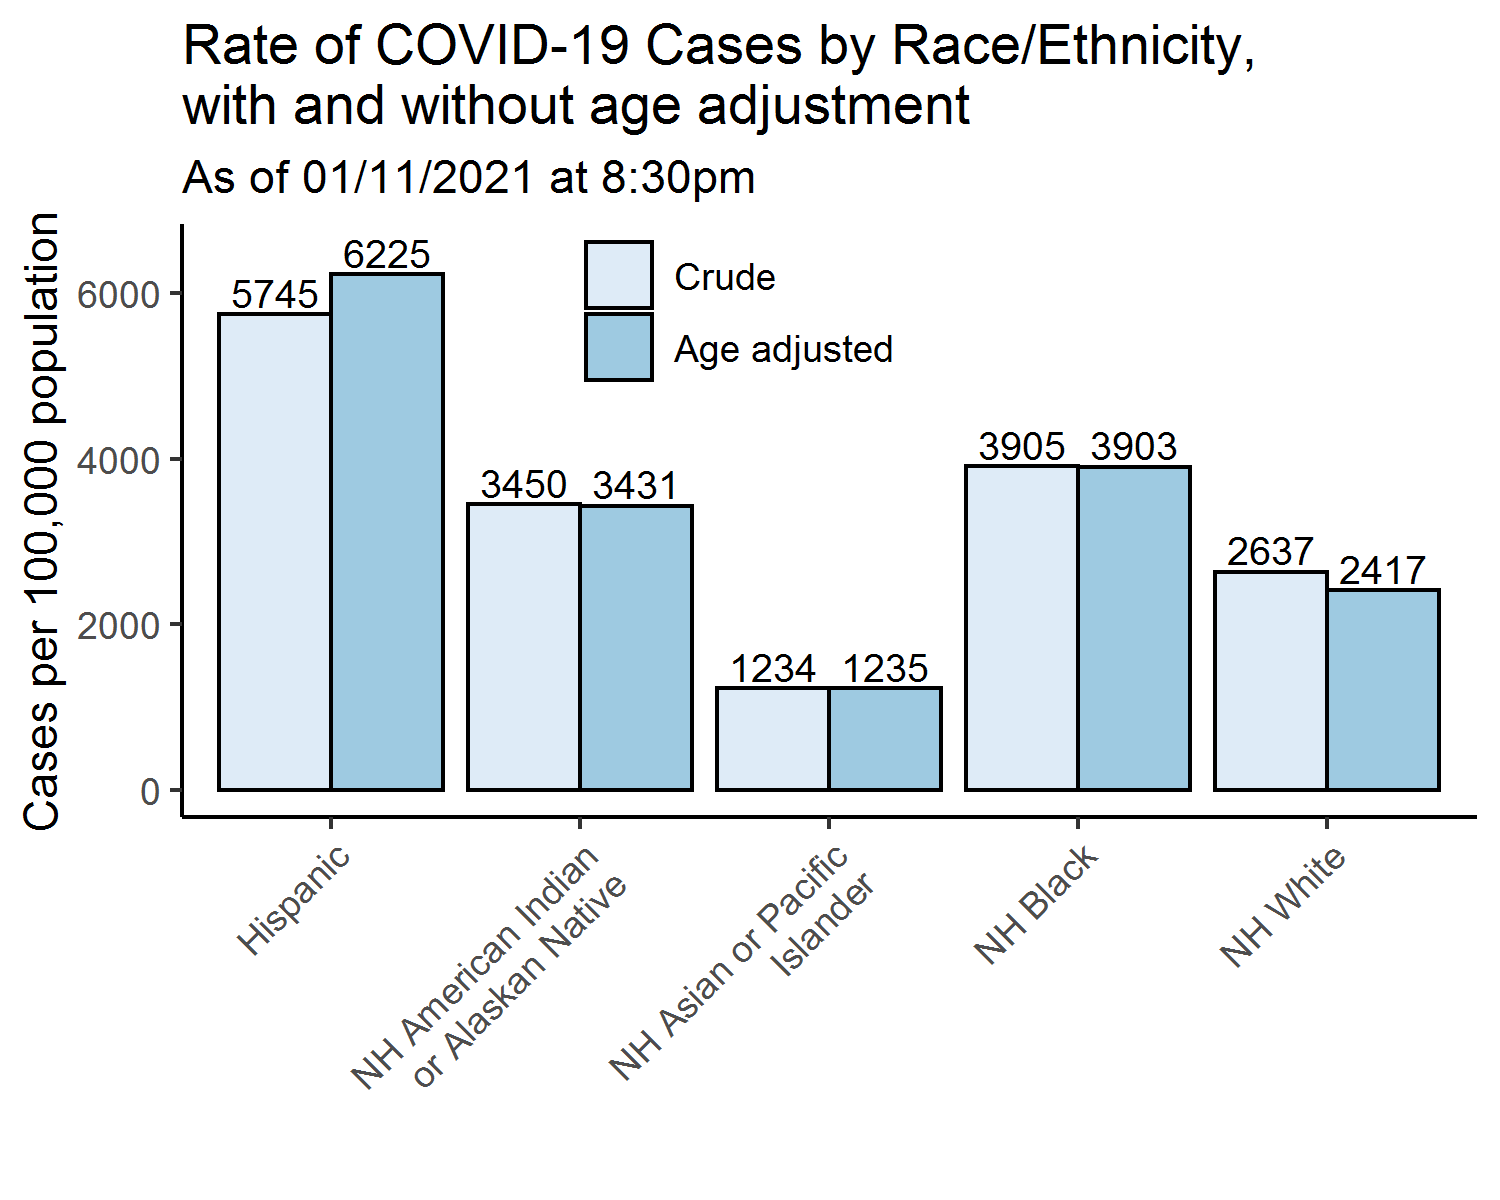 Rate of COVID-19 Cases by Race/Ethnicity,
with and without age adjustment
As of 01/11/2021 at 8:30pm
Cases per 100,000 population
6000
4000
2000
0
Crude
Age adjusted
5745
6225
3450
3431
1234
1235
3905
3903
2637
2417
Hispanic
NH American Indian
or Alaskan Native
NH Asian or Pacific
Islander
NH Black
NH White